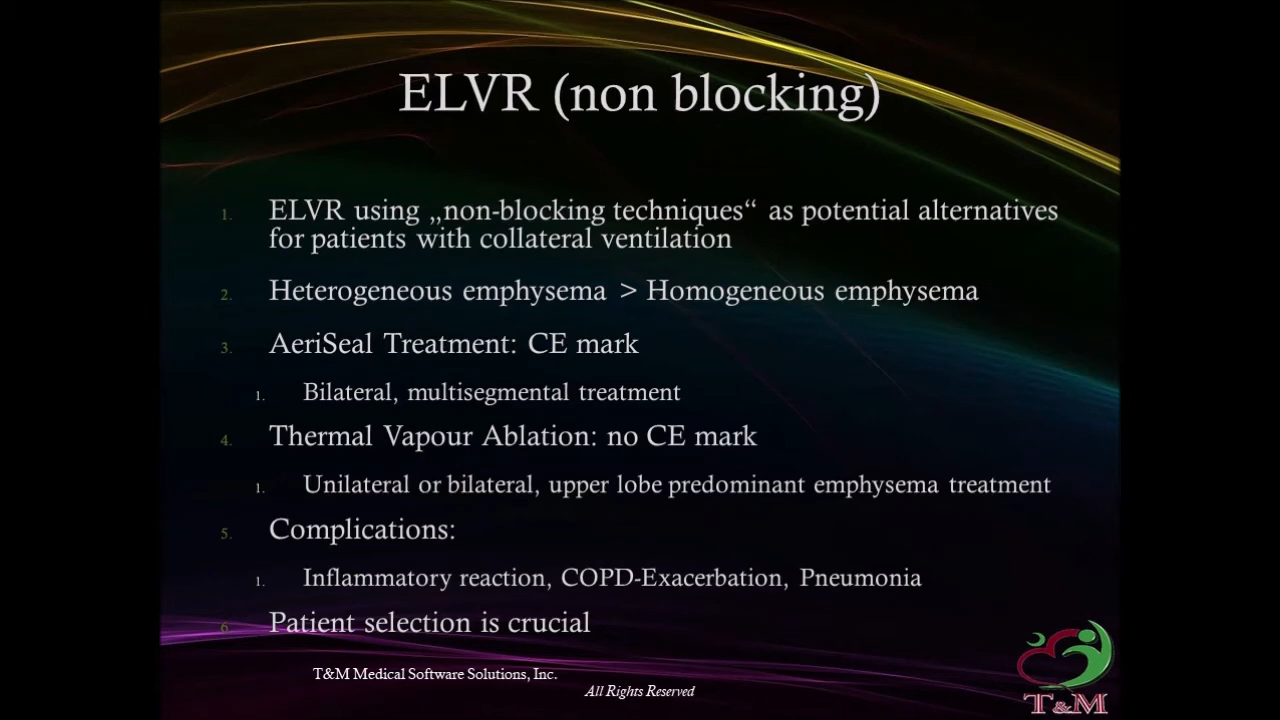 ELVR (non blocking)
1. ELVR using „non-blocking techniques“ as potential alternatives
for patients with collateral ventilation
2. Heterogeneous emphysema > Homogeneous emphysema
3. AeriSeal Treatment: CE mark
1. Bilateral, multisegmental treatment
4. Thermal Vapour Ablation: no CE mark
1. Unilateral or bilateral, upper lobe predominant emphysema treatment
5. Complications:
1. Inflammatory reaction, COPD-Exacerbation, Pneumonia
6. Patient selection is crucial
T&M Medical Software Solutions, Inc.
All Rights Reserved
T&M